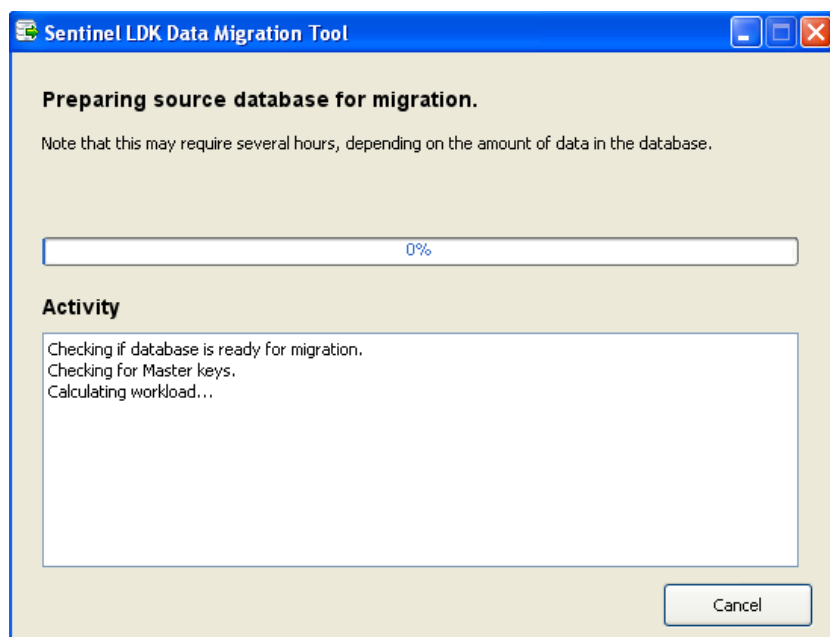 Sentinel LDK Data Migration Tool
Preparing source database for migration.
Note that this may require several hours, depending on the amount of data in the database.
0%
Activity
Checking if database is ready for migration.
Checking for Master keys.
Calculating workload...
Cancel